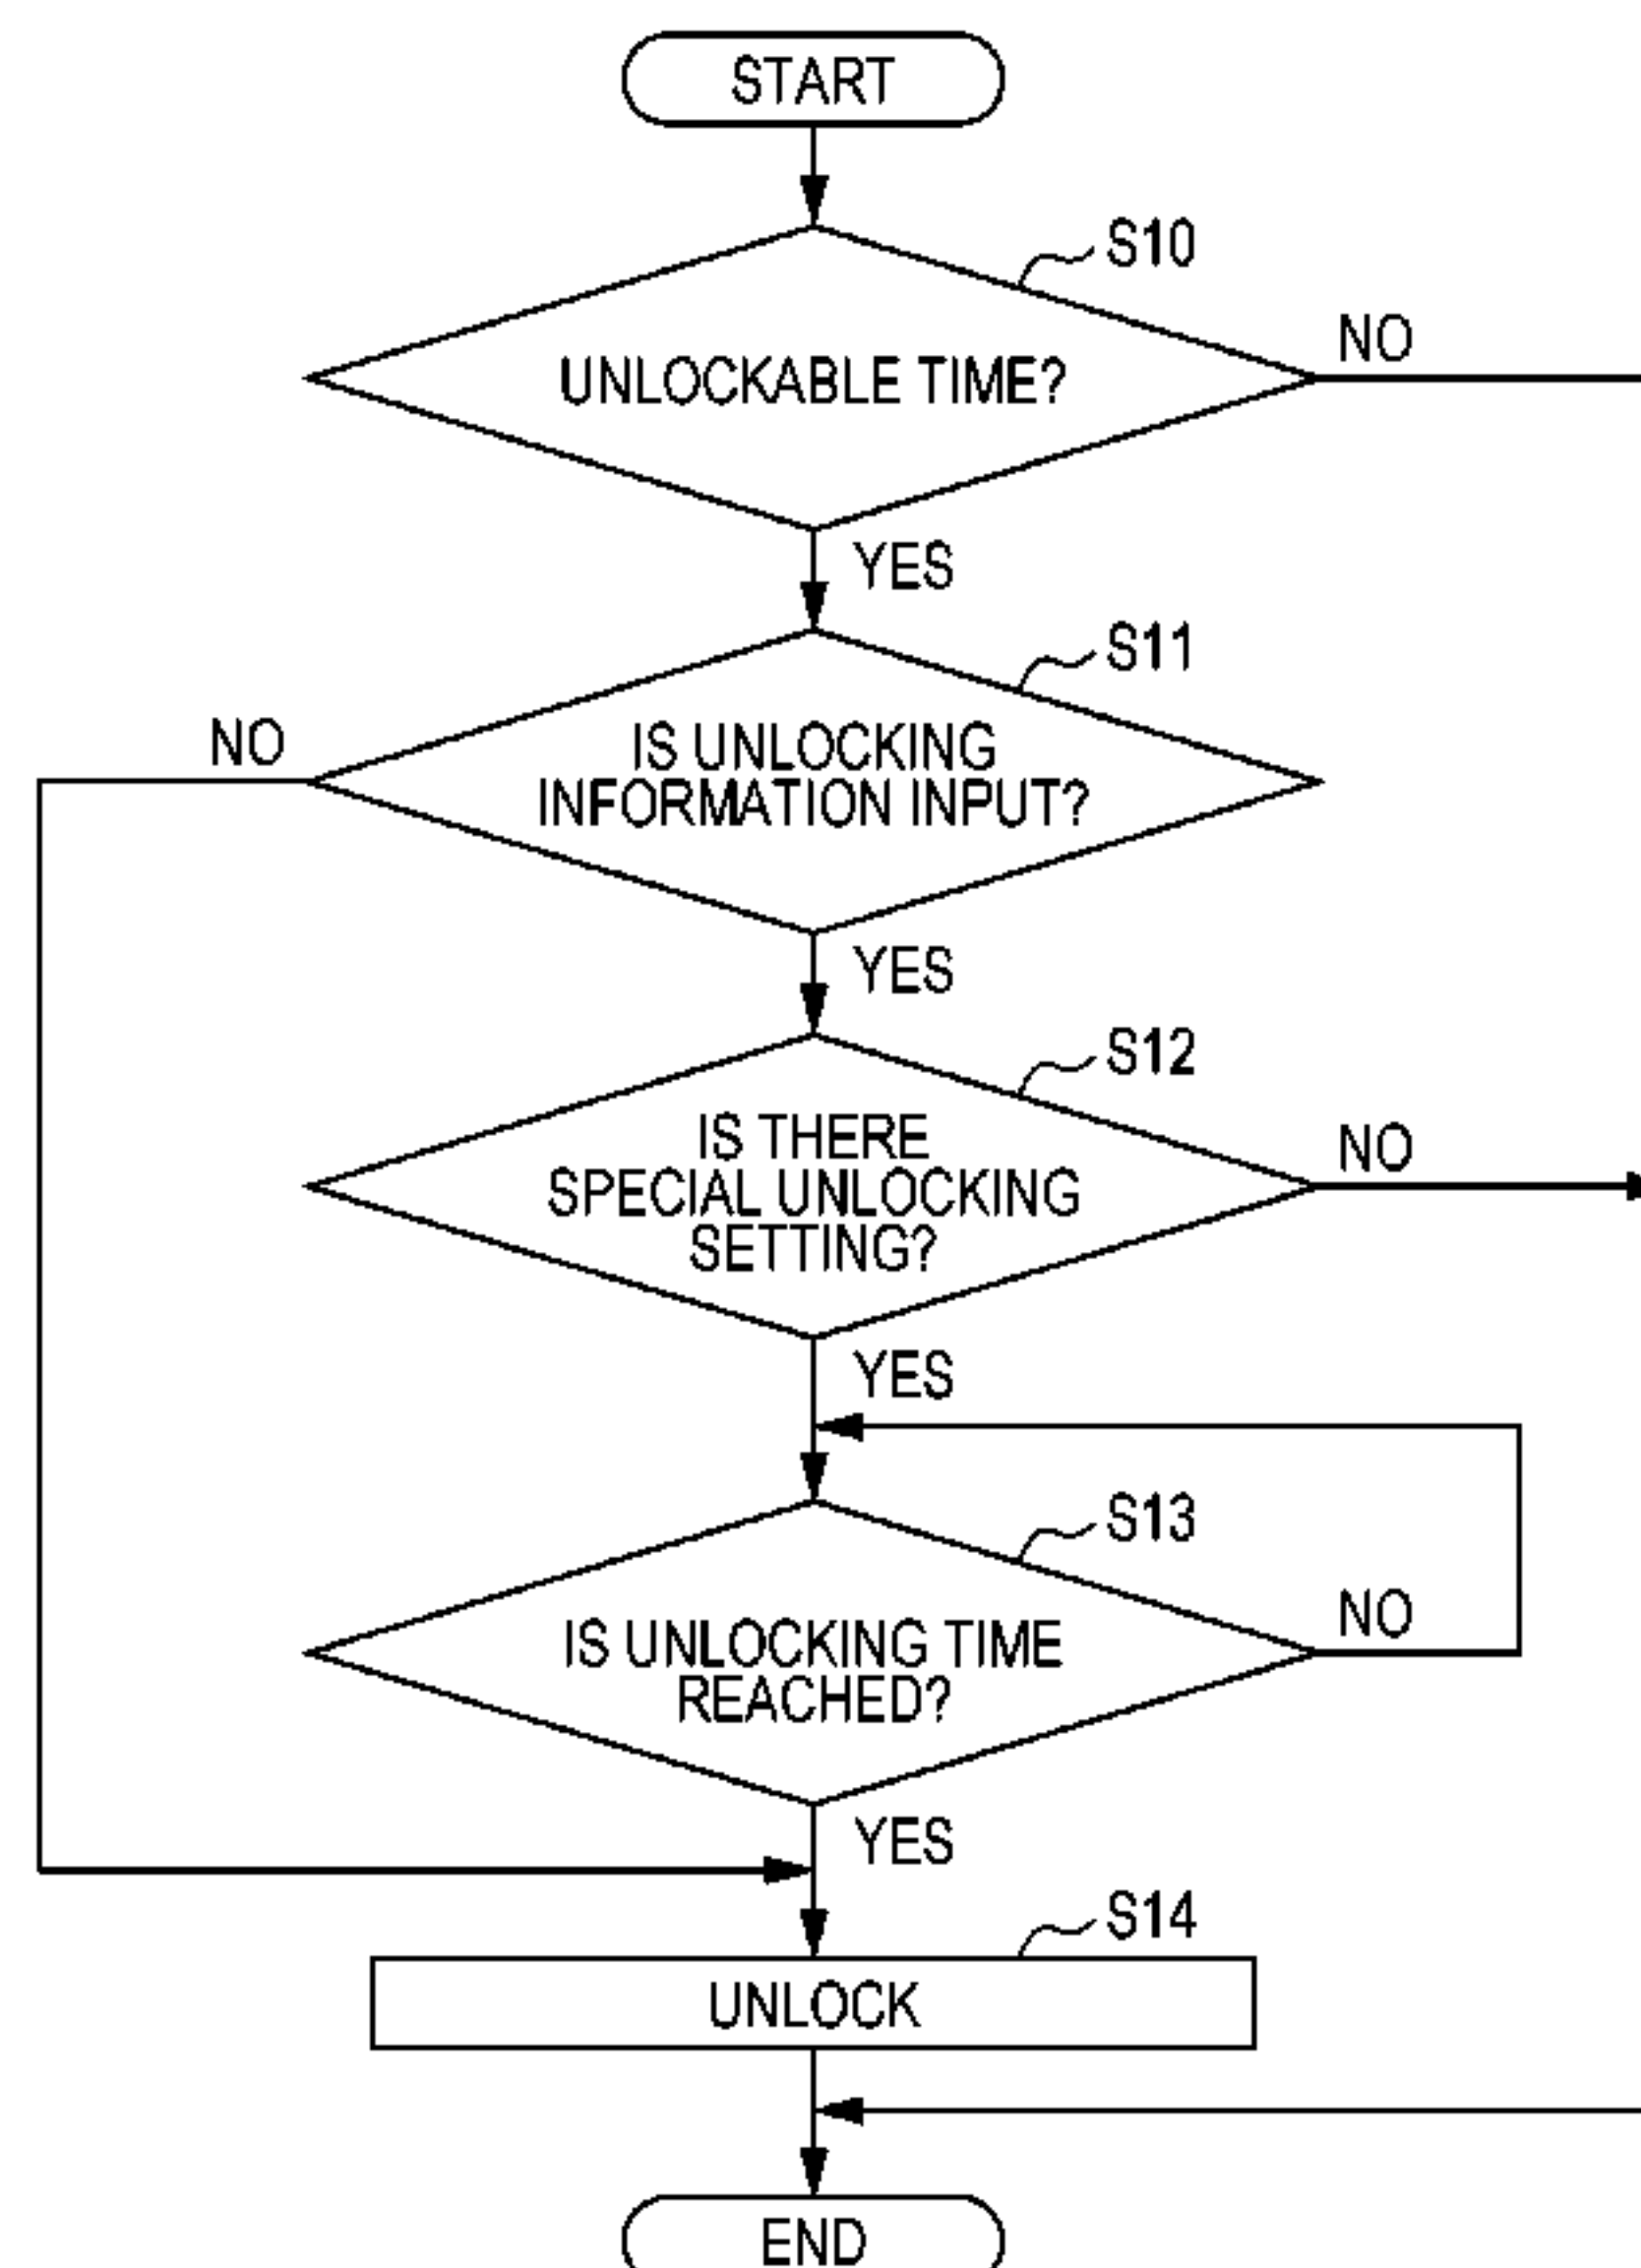 START
S10
NO
UNLOCKABLE TIME?
YES
S11
NO
IS UNLOCKING
INFORMATION INPUT?
YES
S12
IS THERE
NO
SPECIAL UNLOCKING
SETTING?
YES
S13
NO
IS UNLOCKING TIME
REACHED?
YES
S14
UNLOCK
END